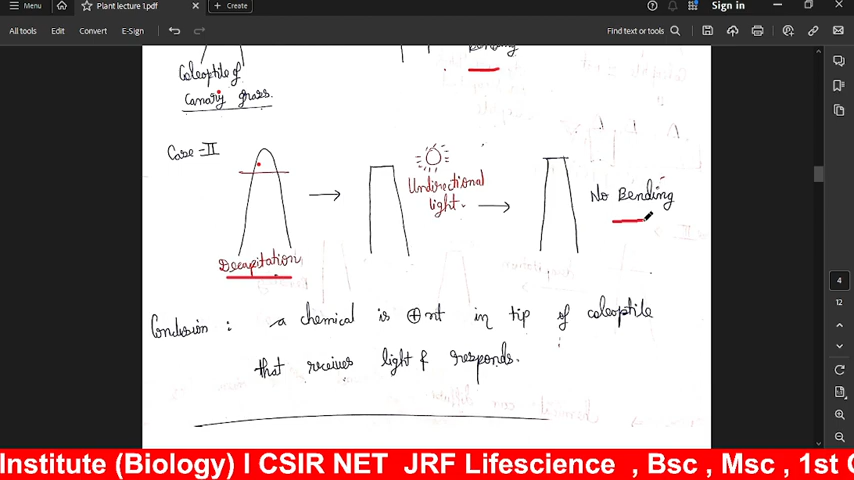 Menu
Plant lecture 1.pdf
Create
Sign in
All tools
Edit
Convert
E-Sign
Find text or tools
Bending
Coleoptile of
Canary grass.
Case-II
Undirectional
light.
No Bending
Decapitation
Conclusion : a chemical is ⊕nt in tip of coleoptile
that receives light & responds.
4
12
Institute (Biology) l CSIR NET JRF Lifescience , Bsc , Msc , 1st